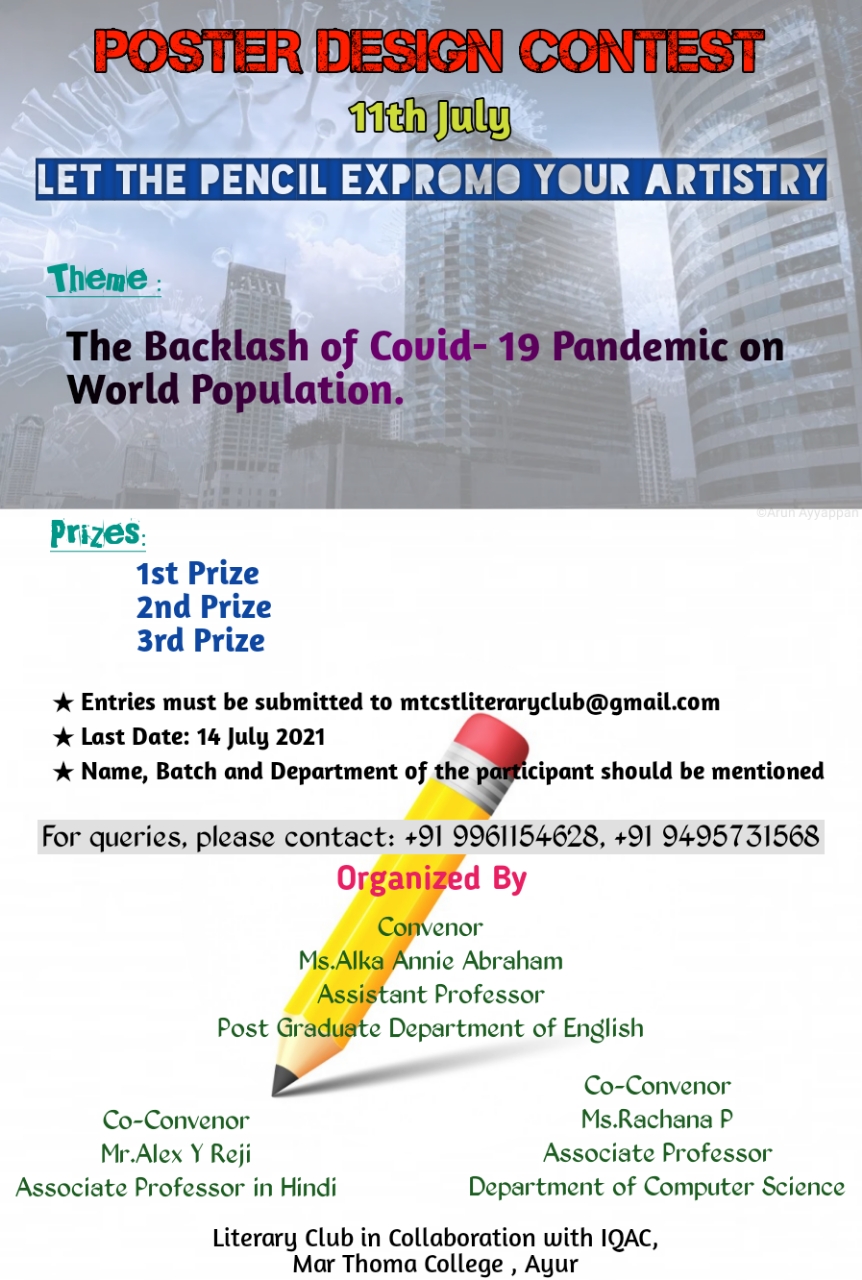 POSTER DESIGN CONTEST
11th July
LET THE PENCIL EXPROMO YOUR ARTISTRY
Theme :
The Backlash of Covid- 19 Pandemic on
World Population.
©Arun Ayyappan
Prizes:
1st Prize
2nd Prize
3rd Prize
★ Entries must be submitted to mtcstliteraryclub@gmail.com
★ Last Date: 14 July 2021
★ Name, Batch and Department of the participant should be mentioned
For queries, please contact: +91 9961154628, +91 9495731568
Organized By
Convenor
Ms.Alka Annie Abraham
Assistant Professor
Post Graduate Department of English
Co-Convenor
Mr.Alex Y Reji
Associate Professor in Hindi
Co-Convenor
Ms.Rachana P
Associate Professor
Department of Computer Science
Literary Club in Collaboration with IQAC,
Mar Thoma College , Ayur